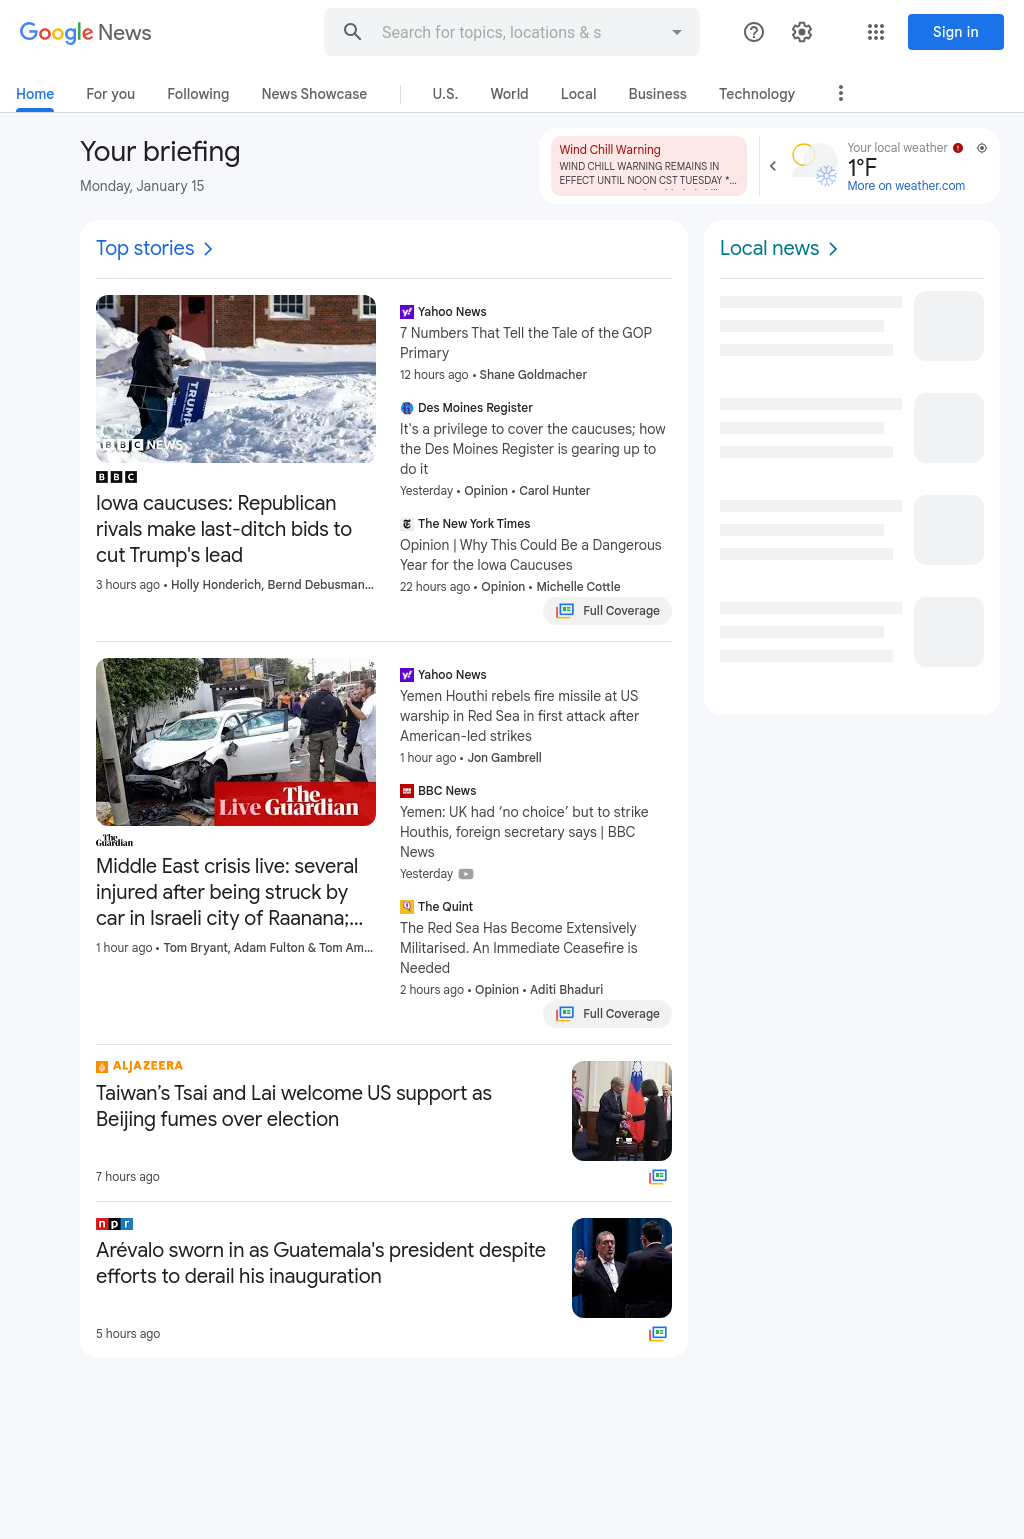 Google News
Search for topics, locations & s
Sign in
Home
For you
Following
News Showcase
U.S.
World
Local
Business
Technology
Your briefing
Monday, January 15
Wind Chill Warning
WIND CHILL WARNING REMAINS IN
EFFECT UNTIL NOON CST TUESDAY *...
Your local weather
1°F
More on weather.com
Top stories
TRUMP
BBC NEWS
BBC
Iowa caucuses: Republican
rivals make last-ditch bids to
cut Trump's lead
3 hours ago • Holly Honderich, Bernd Debusman...
Yahoo News
7 Numbers That Tell the Tale of the GOP
Primary
12 hours ago • Shane Goldmacher
Des Moines Register
It's a privilege to cover the caucuses; how
the Des Moines Register is gearing up to
do it
Yesterday • Opinion • Carol Hunter
The New York Times
Opinion | Why This Could Be a Dangerous
Year for the Iowa Caucuses
22 hours ago • Opinion • Michelle Cottle
Full Coverage
Live The Guardian
The Guardian
Middle East crisis live: several
injured after being struck by
car in Israeli city of Raanana;...
1 hour ago • Tom Bryant, Adam Fulton & Tom Am...
Yahoo News
Yemen Houthi rebels fire missile at US
warship in Red Sea in first attack after
American-led strikes
1 hour ago • Jon Gambrell
BBC News
Yemen: UK had ‘no choice’ but to strike
Houthis, foreign secretary says | BBC
News
Yesterday
The Quint
The Red Sea Has Become Extensively
Militarised. An Immediate Ceasefire is
Needed
2 hours ago • Opinion • Aditi Bhaduri
Full Coverage
ALJAZEERA
Taiwan’s Tsai and Lai welcome US support as
Beijing fumes over election
7 hours ago
npr
Arévalo sworn in as Guatemala's president despite
efforts to derail his inauguration
5 hours ago
Local news